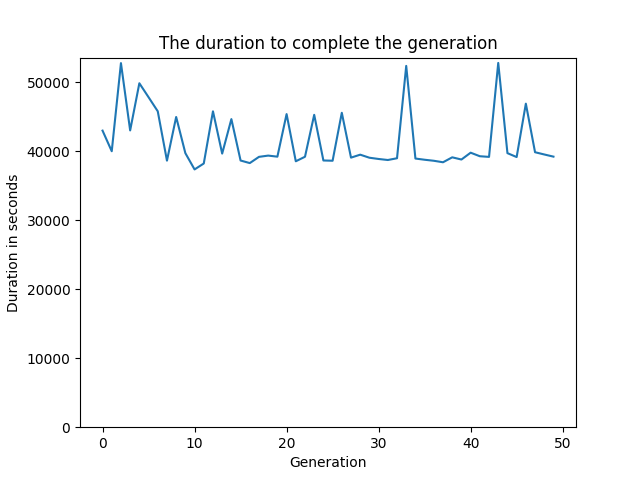 The duration to complete the generation
50000
40000
30000
20000
10000
0
Duration in seconds
0 10 20 30 40 50
Generation